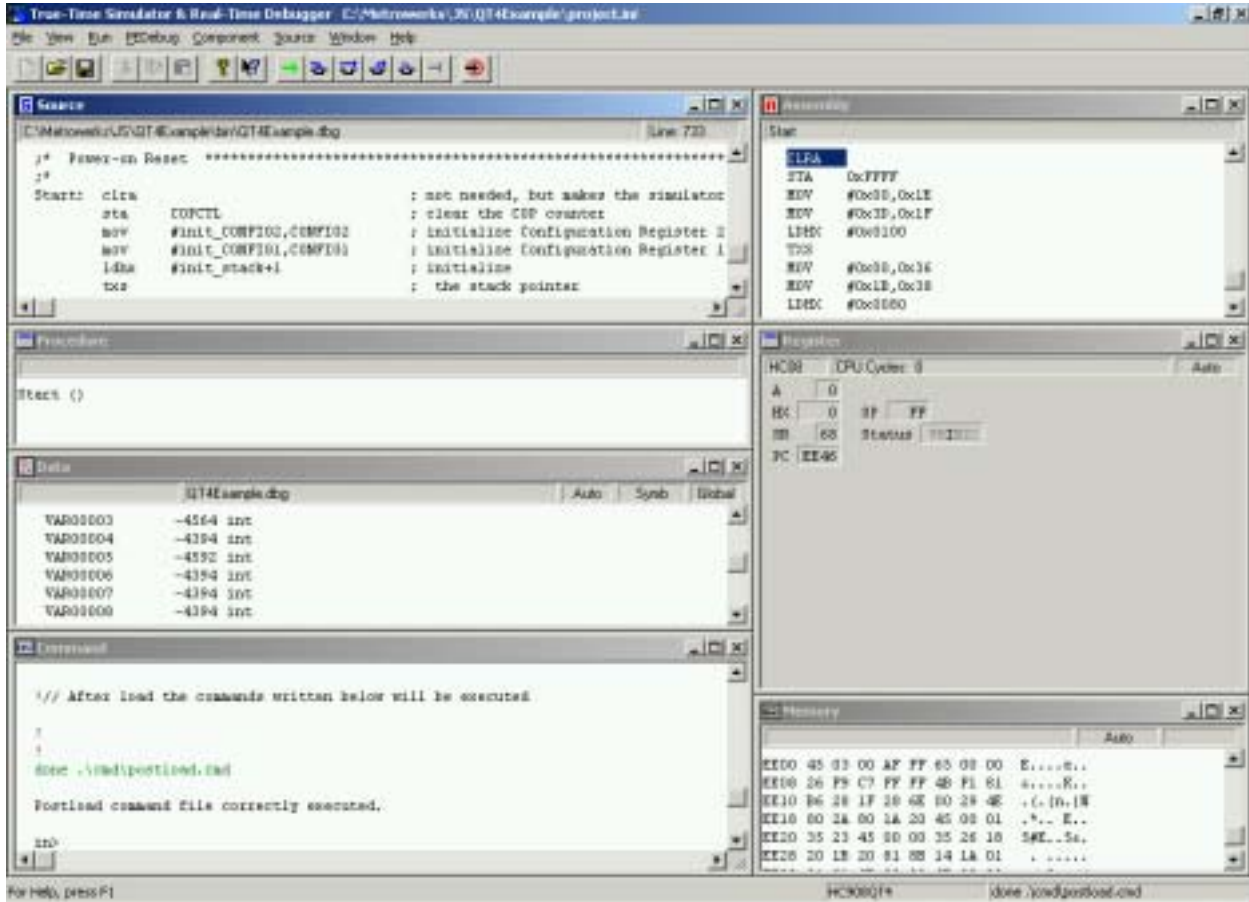 True-Time Simulator & Real-Time Debugger C:\Metrowerks\JS\QT4Example\project.ini
File View Run PEDebug Component Source Window Help
Source
C:\Metrowerks\JS\QT4Example\bin\QT4Example.dbg Line: 733
;* Power-on Reset
;*
Start: clra ; not needed, but makes the simulator
sta COPCTL ; clear the COP counter
mov #init_CONFIG2,CONFIG2 ; initialize Configuration Register 2
mov #init_CONFIG1,CONFIG1 ; initialize Configuration Register 1
ldhx #init_stack+1 ; initialize
txs ; the stack pointer
Assembly
Start
CLRA
STA 0xFFFF
MOV #0x00,0x1E
MOV #0x3D,0x1F
LDHX #0x0100
TXS
MOV #0x00,0x36
MOV ,0x38
LDHX #0x0080
Procedure
Start ()
Register
HC08 CPU Cycles: 0 Auto
A 0
HX 0 SP FF
SR 68 Status
PC EE46
Data
QT4Example.dbg Auto Symb Global
VAR00003 -4564 int
VAR00004 -4394 int
VAR00005 -4592 int
VAR00006 -4394 int
VAR00007 -4394 int
VAR00008 -4394 int
Command
!// After load the commands written below will be executed
!
!
done .\cmd\postload.cmd
Postload command file correctly executed.
in>
Memory
Auto
EE00 45 03 00 AF FF 65 00 00 E....e..
EE08 26 F9 C7 FF FF 4B F1 81
EE10 B6 28 1F 28 6E 80 29 4E
EE18 80 2A 80 1A 20 45 00 01
EE20 35 23 45 00 00 35 26 18
EE28 20 1B 20 81 8B 14 1A 01
For Help, press F1 HC908QT4 done .\cmd\postload.cmd